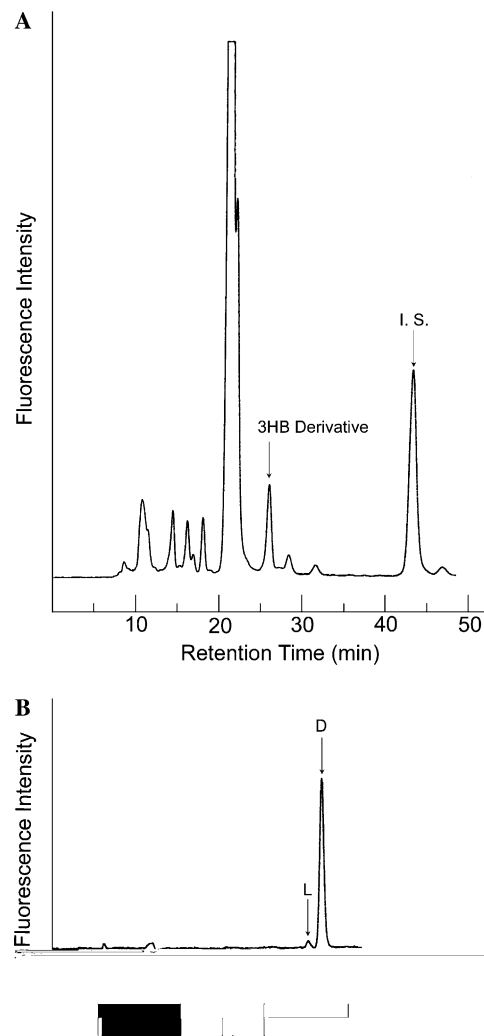 A
Fluorescence Intensity
I. S.
3HB Derivative
10 20 30 40 50
Retention Time (min)
B
Fluorescence Intensity
D
L